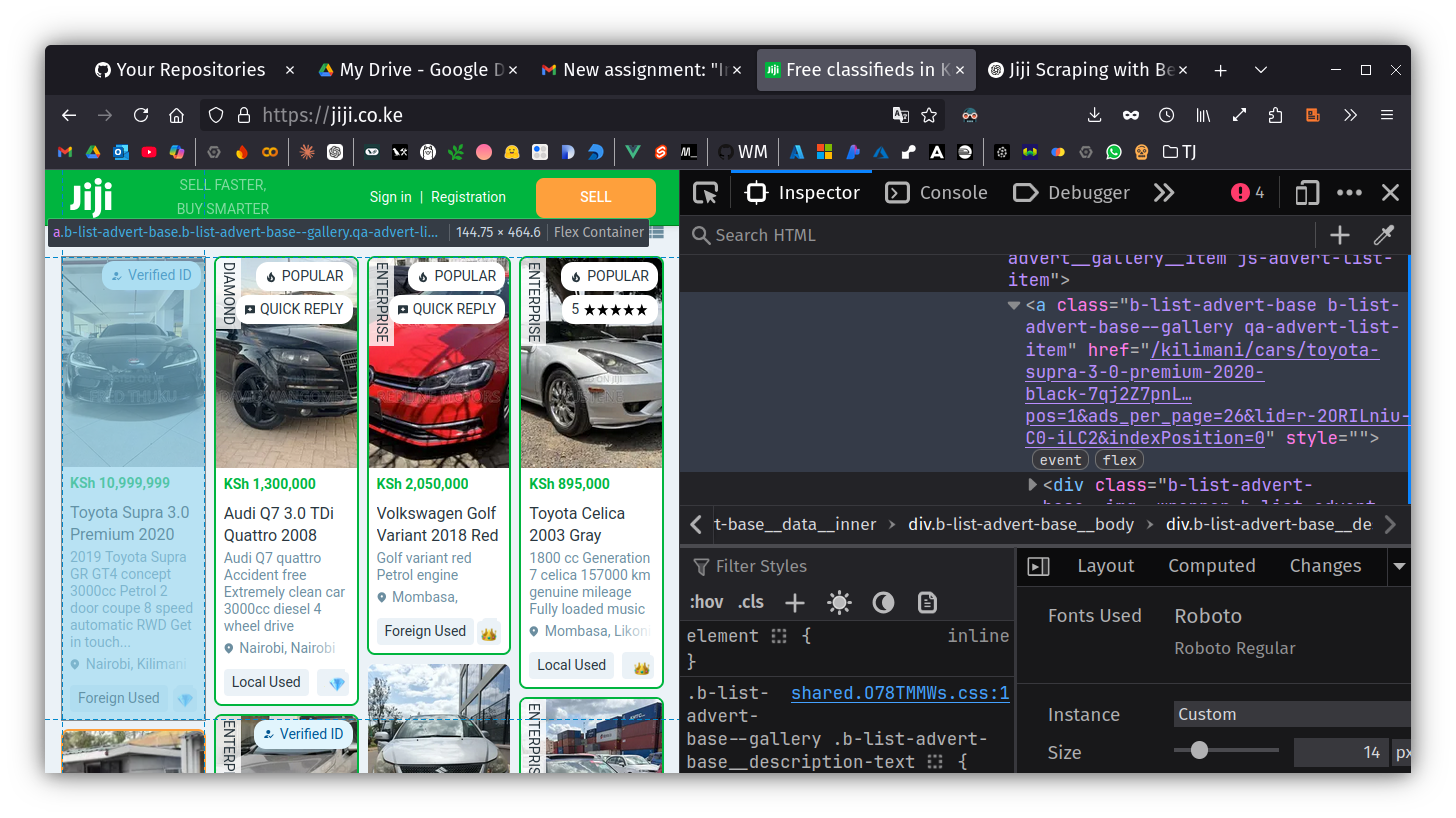 Your Repositories
My Drive - Google D
New assignment: "In
Free classifieds in K
Jiji Scraping with Be
https://jiji.co.ke
WM
TJ
JiJi
SELL FASTER,
BUY SMARTER
Sign in | Registration
SELL
a.b-list-advert-base.b-list-advert-base--gallery.qa-advert-li…
144.75 × 464.6
Flex Container
Verified ID
KSh 10,999,999
Toyota Supra 3.0
Premium 2020
2019 Toyota Supra
GR GT4 concept
3000cc Petrol 2
door coupe 8 speed
automatic RWD Get
in touch...
Nairobi, Kilimani
Foreign Used
DIAMOND
POPULAR
QUICK REPLY
KSh 1,300,000
Audi Q7 3.0 TDi
Quattro 2008
Audi Q7 quattro
Accident free
Extremely clean car
3000cc diesel 4
wheel drive
Nairobi, Nairobi
Local Used
ENTERP
Verified ID
ENTERPRISE
POPULAR
QUICK REPLY
KSh 2,050,000
Volkswagen Golf
Variant 2018 Red
Golf variant red
Petrol engine
Mombasa,
Foreign Used
ENTERPRISE
POPULAR
5 ★★★★★
KSh 895,000
Toyota Celica
2003 Gray
1800 cc Generation
7 celica 157000 km
genuine mileage
Fully loaded music
Mombasa, Likon
Local Used
ENTERPRIS
Inspector
Console
Debugger
4
Search HTML
advert__gallery__item js-advert-list-
item">
<a class="b-list-advert-base b-list-
advert-base--gallery qa-advert-list-
item" href="/kilimani/cars/toyota-
supra-3-0-premium-2020-
black-7qj2Z7pnL…
pos=1&ads_per_page=26&lid=r-2ORILniu-
C0-iLC2&indexPosition=0" style="">
event flex
<div class="b-list-advert-
t-base__data__inner
div.b-list-advert-base__body
div.b-list-advert-base__de
Filter Styles
:hov .cls
element { inline
}
.b-list- shared.O78TMMWs.css:1
advert-
base--gallery .b-list-advert-
base__description-text {
Layout
Computed
Changes
Fonts Used
Roboto
Roboto Regular
Instance
Custom
Size
14
px